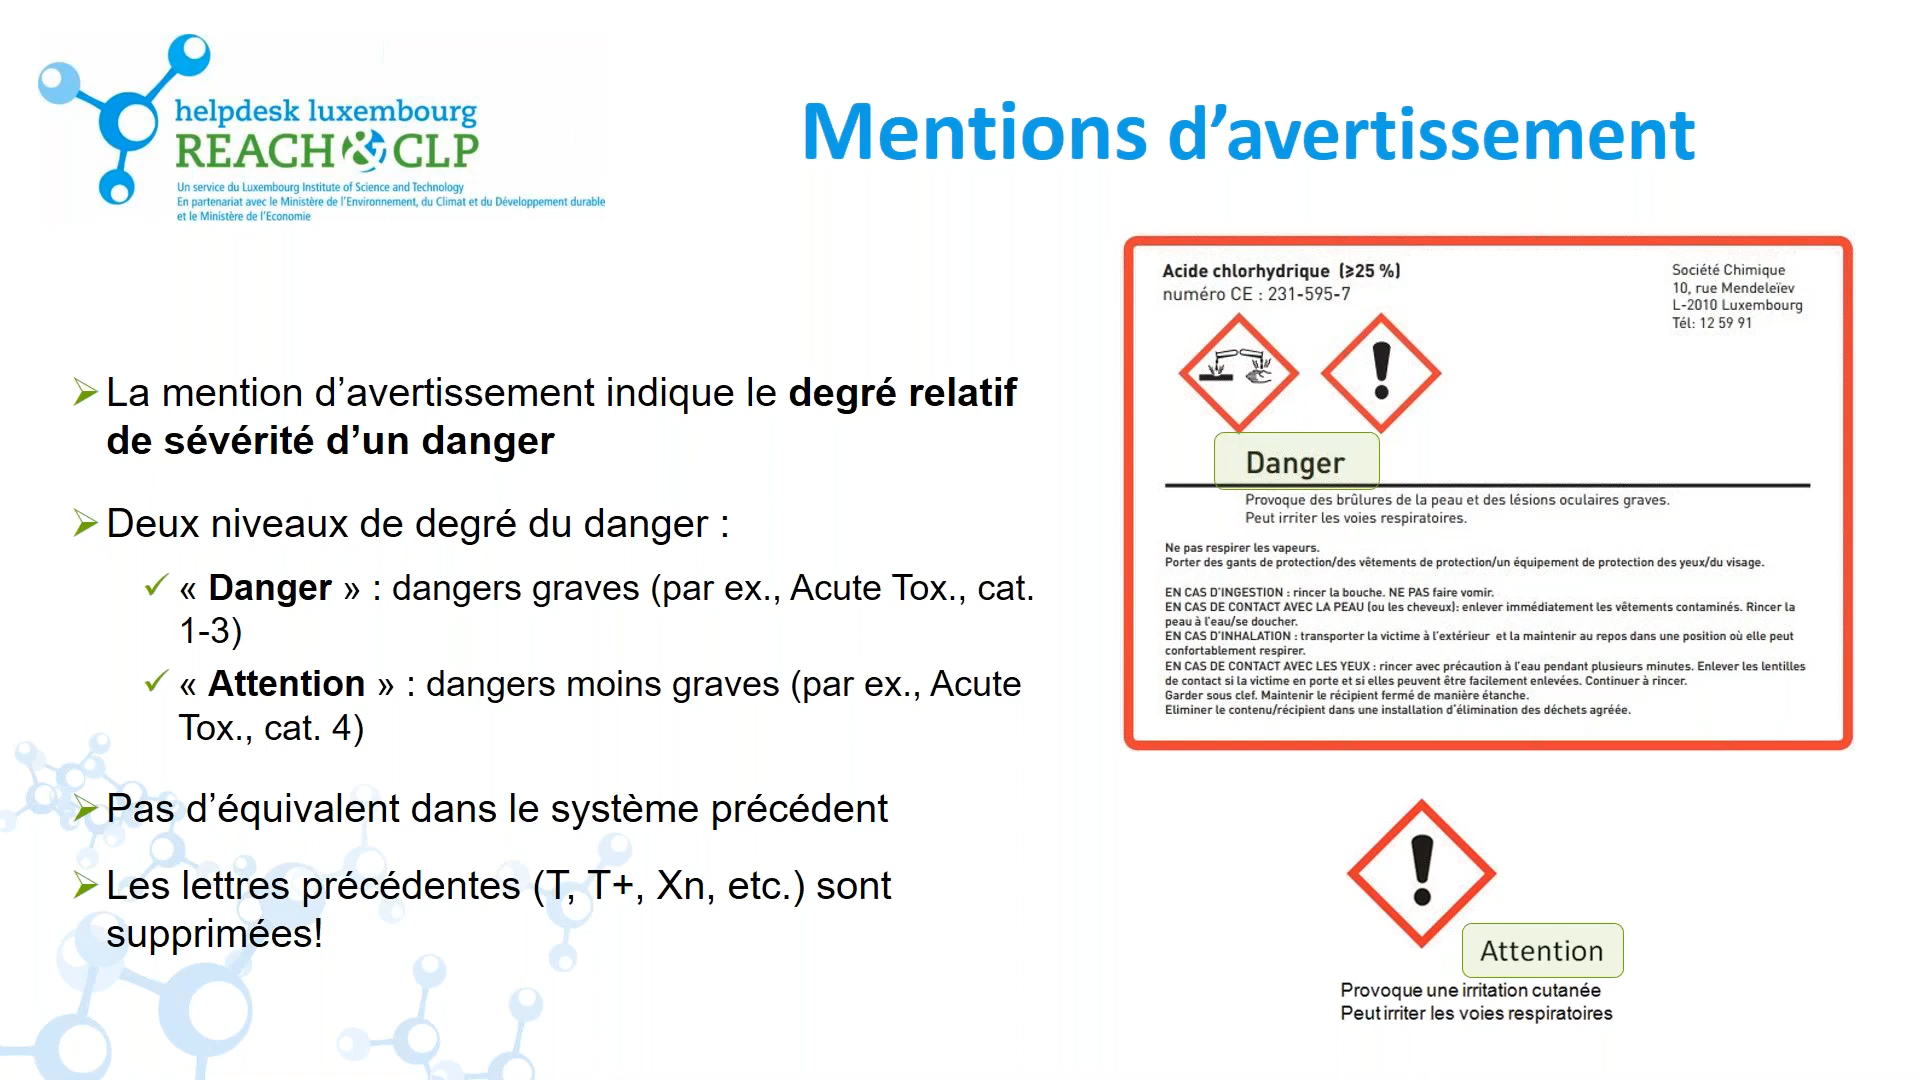 helpdesk luxembourg
REACH & CLP
Un service du Luxembourg Institute of Science and Technology
En partenariat avec le Ministère de l'Environnement, du Climat et du Développement durable
et le Ministère de l'Economie
Mentions d’avertissement
La mention d’avertissement indique le degré relatif
de sévérité d’un danger
Deux niveaux de degré du danger :
« Danger » : dangers graves (par ex., Acute Tox., cat.
1-3)
« Attention » : dangers moins graves (par ex., Acute
Tox., cat. 4)
Pas d’équivalent dans le système précédent
Les lettres précédentes (T, T+, Xn, etc.) sont
supprimées!
Acide chlorhydrique (≥25 %)
numéro CE : 231-595-7
Société Chimique
10, rue Mendeleïev
L-2010 Luxembourg
Tél: 12 59 91
Danger
Provoque des brûlures de la peau et des lésions oculaires graves.
Peut irriter les voies respiratoires.
Ne pas respirer les vapeurs.
Porter des gants de protection/des vêtements de protection/un équipement de protection des yeux/du visage.
EN CAS D’INGESTION : rincer la bouche. NE PAS faire vomir.
EN CAS DE CONTACT AVEC LA PEAU (ou les cheveux): enlever immédiatement les vêtements contaminés. Rincer la
peau à l’eau/se doucher.
EN CAS D’INHALATION : transporter la victime à l’extérieur et la maintenir au repos dans une position où elle peut
confortablement respirer.
EN CAS DE CONTACT AVEC LES YEUX : rincer avec précaution à l’eau pendant plusieurs minutes. Enlever les lentilles
de contact si la victime en porte et si elles peuvent être facilement enlevées. Continuer à rincer.
Garder sous clef. Maintenir le récipient fermé de manière étanche.
Eliminer le contenu/récipient dans une installation d’élimination des déchets agréée.
Attention
Provoque une irritation cutanée
Peut irriter les voies respiratoires